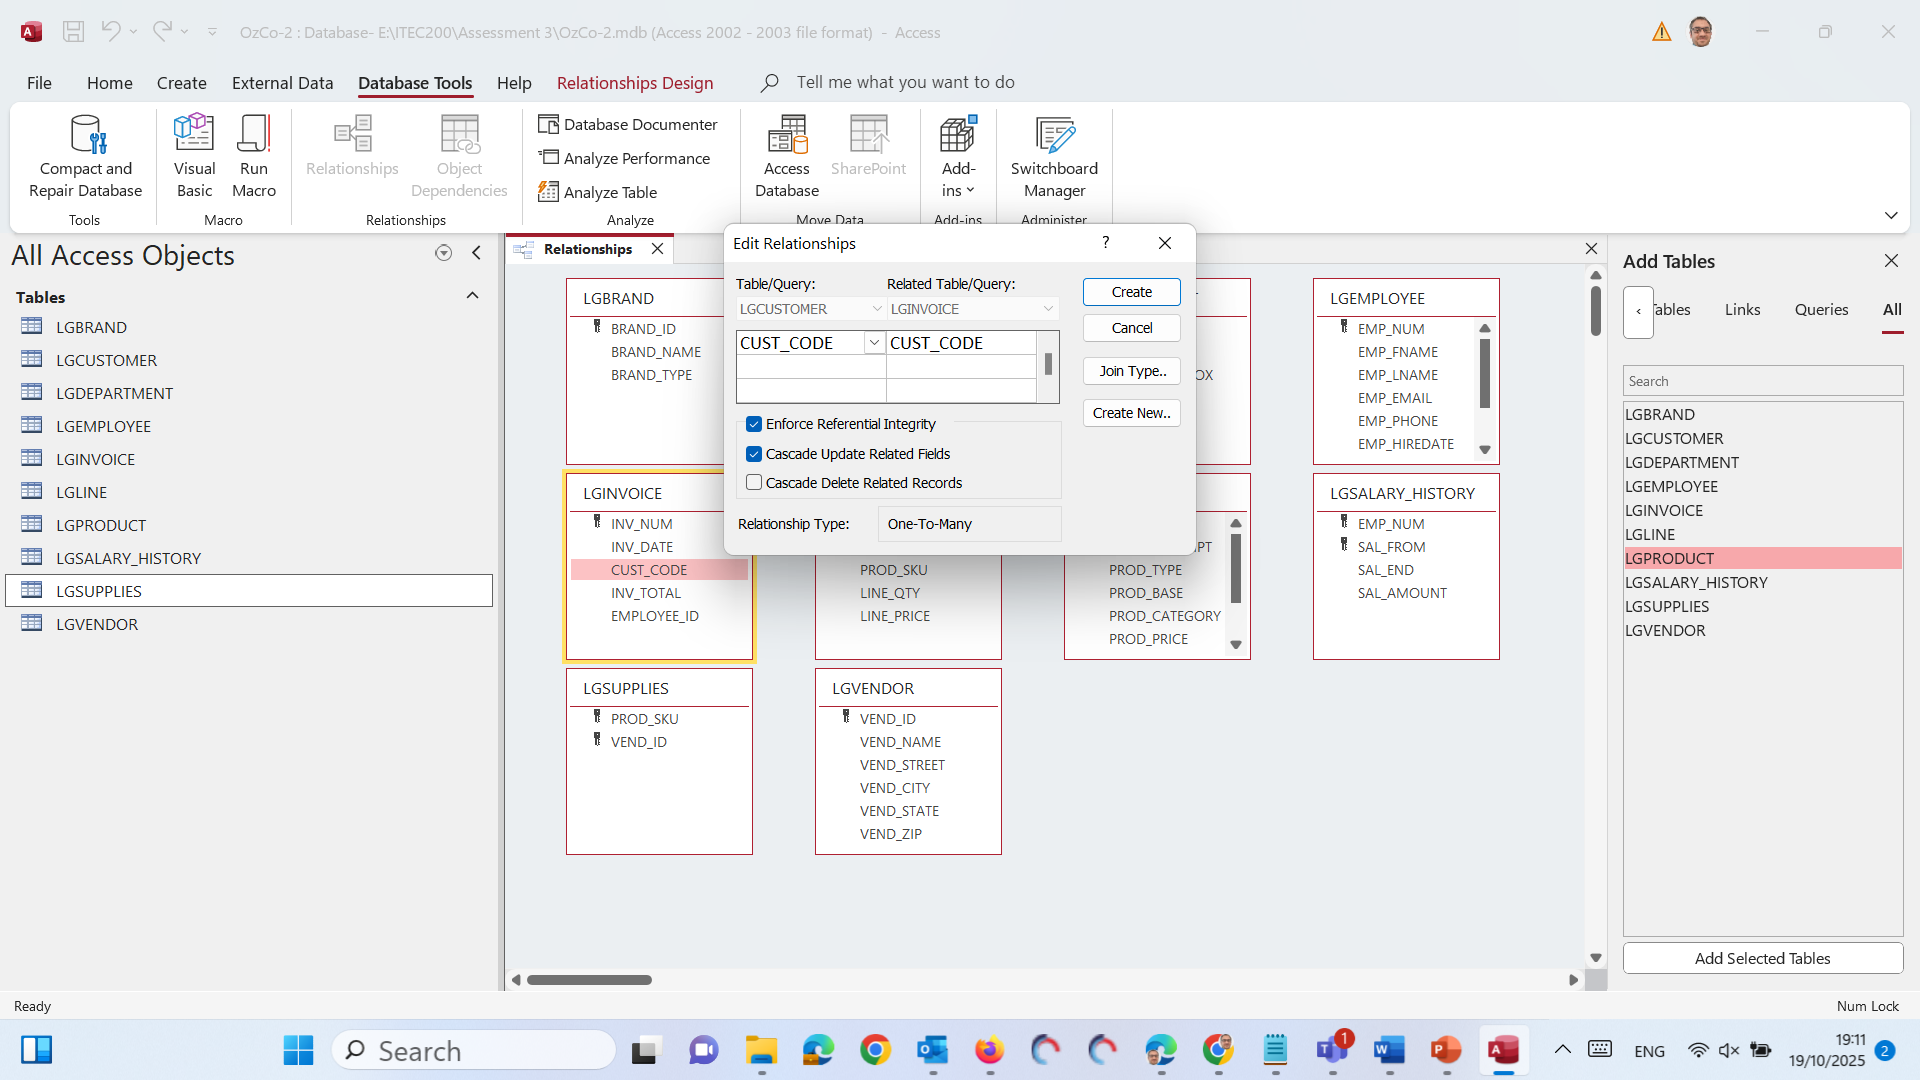 OzCo-2 : Database- E:\ITEC200\Assessment 3\OzCo-2.mdb (Access 2002 - 2003 file format) - Access
File Home Create External Data Database Tools Help Relationships Design Tell me what you want to do
Compact and Repair Database
Tools
Visual Basic
Run Macro
Macro
Relationships
Object Dependencies
Relationships
Database Documenter
Analyze Performance
Analyze Table
Analyze
Access Database
SharePoint
Move Data
Add-ins
Add-ins
Switchboard Manager
Administer
All Access Objects
Tables
LGBRAND
LGCUSTOMER
LGDEPARTMENT
LGEMPLOYEE
LGINVOICE
LGLINE
LGPRODUCT
LGSALARY_HISTORY
LGSUPPLIES
LGVENDOR
Relationships
LGBRAND
BRAND_ID
BRAND_NAME
BRAND_TYPE
Edit Relationships
?
Table/Query: Related Table/Query:
LGCUSTOMER LGINVOICE
CUST_CODE CUST_CODE
Enforce Referential Integrity
Cascade Update Related Fields
Cascade Delete Related Records
Relationship Type: One-To-Many
Create
Cancel
Join Type..
Create New..
OX
LGEMPLOYEE
EMP_NUM
EMP_FNAME
EMP_LNAME
EMP_EMAIL
EMP_PHONE
EMP_HIREDATE
LGINVOICE
INV_NUM
INV_DATE
CUST_CODE
INV_TOTAL
EMPLOYEE_ID
PROD_SKU
LINE_QTY
LINE_PRICE
PT
PROD_TYPE
PROD_BASE
PROD_CATEGORY
PROD_PRICE
LGSALARY_HISTORY
EMP_NUM
SAL_FROM
SAL_END
SAL_AMOUNT
LGSUPPLIES
PROD_SKU
VEND_ID
LGVENDOR
VEND_ID
VEND_NAME
VEND_STREET
VEND_CITY
VEND_STATE
VEND_ZIP
Add Tables
ables Links Queries All
Search
LGBRAND
LGCUSTOMER
LGDEPARTMENT
LGEMPLOYEE
LGINVOICE
LGLINE
LGPRODUCT
LGSALARY_HISTORY
LGSUPPLIES
LGVENDOR
Add Selected Tables
Ready
Num Lock
Search
1
ENG
19:11
19/10/2025
2